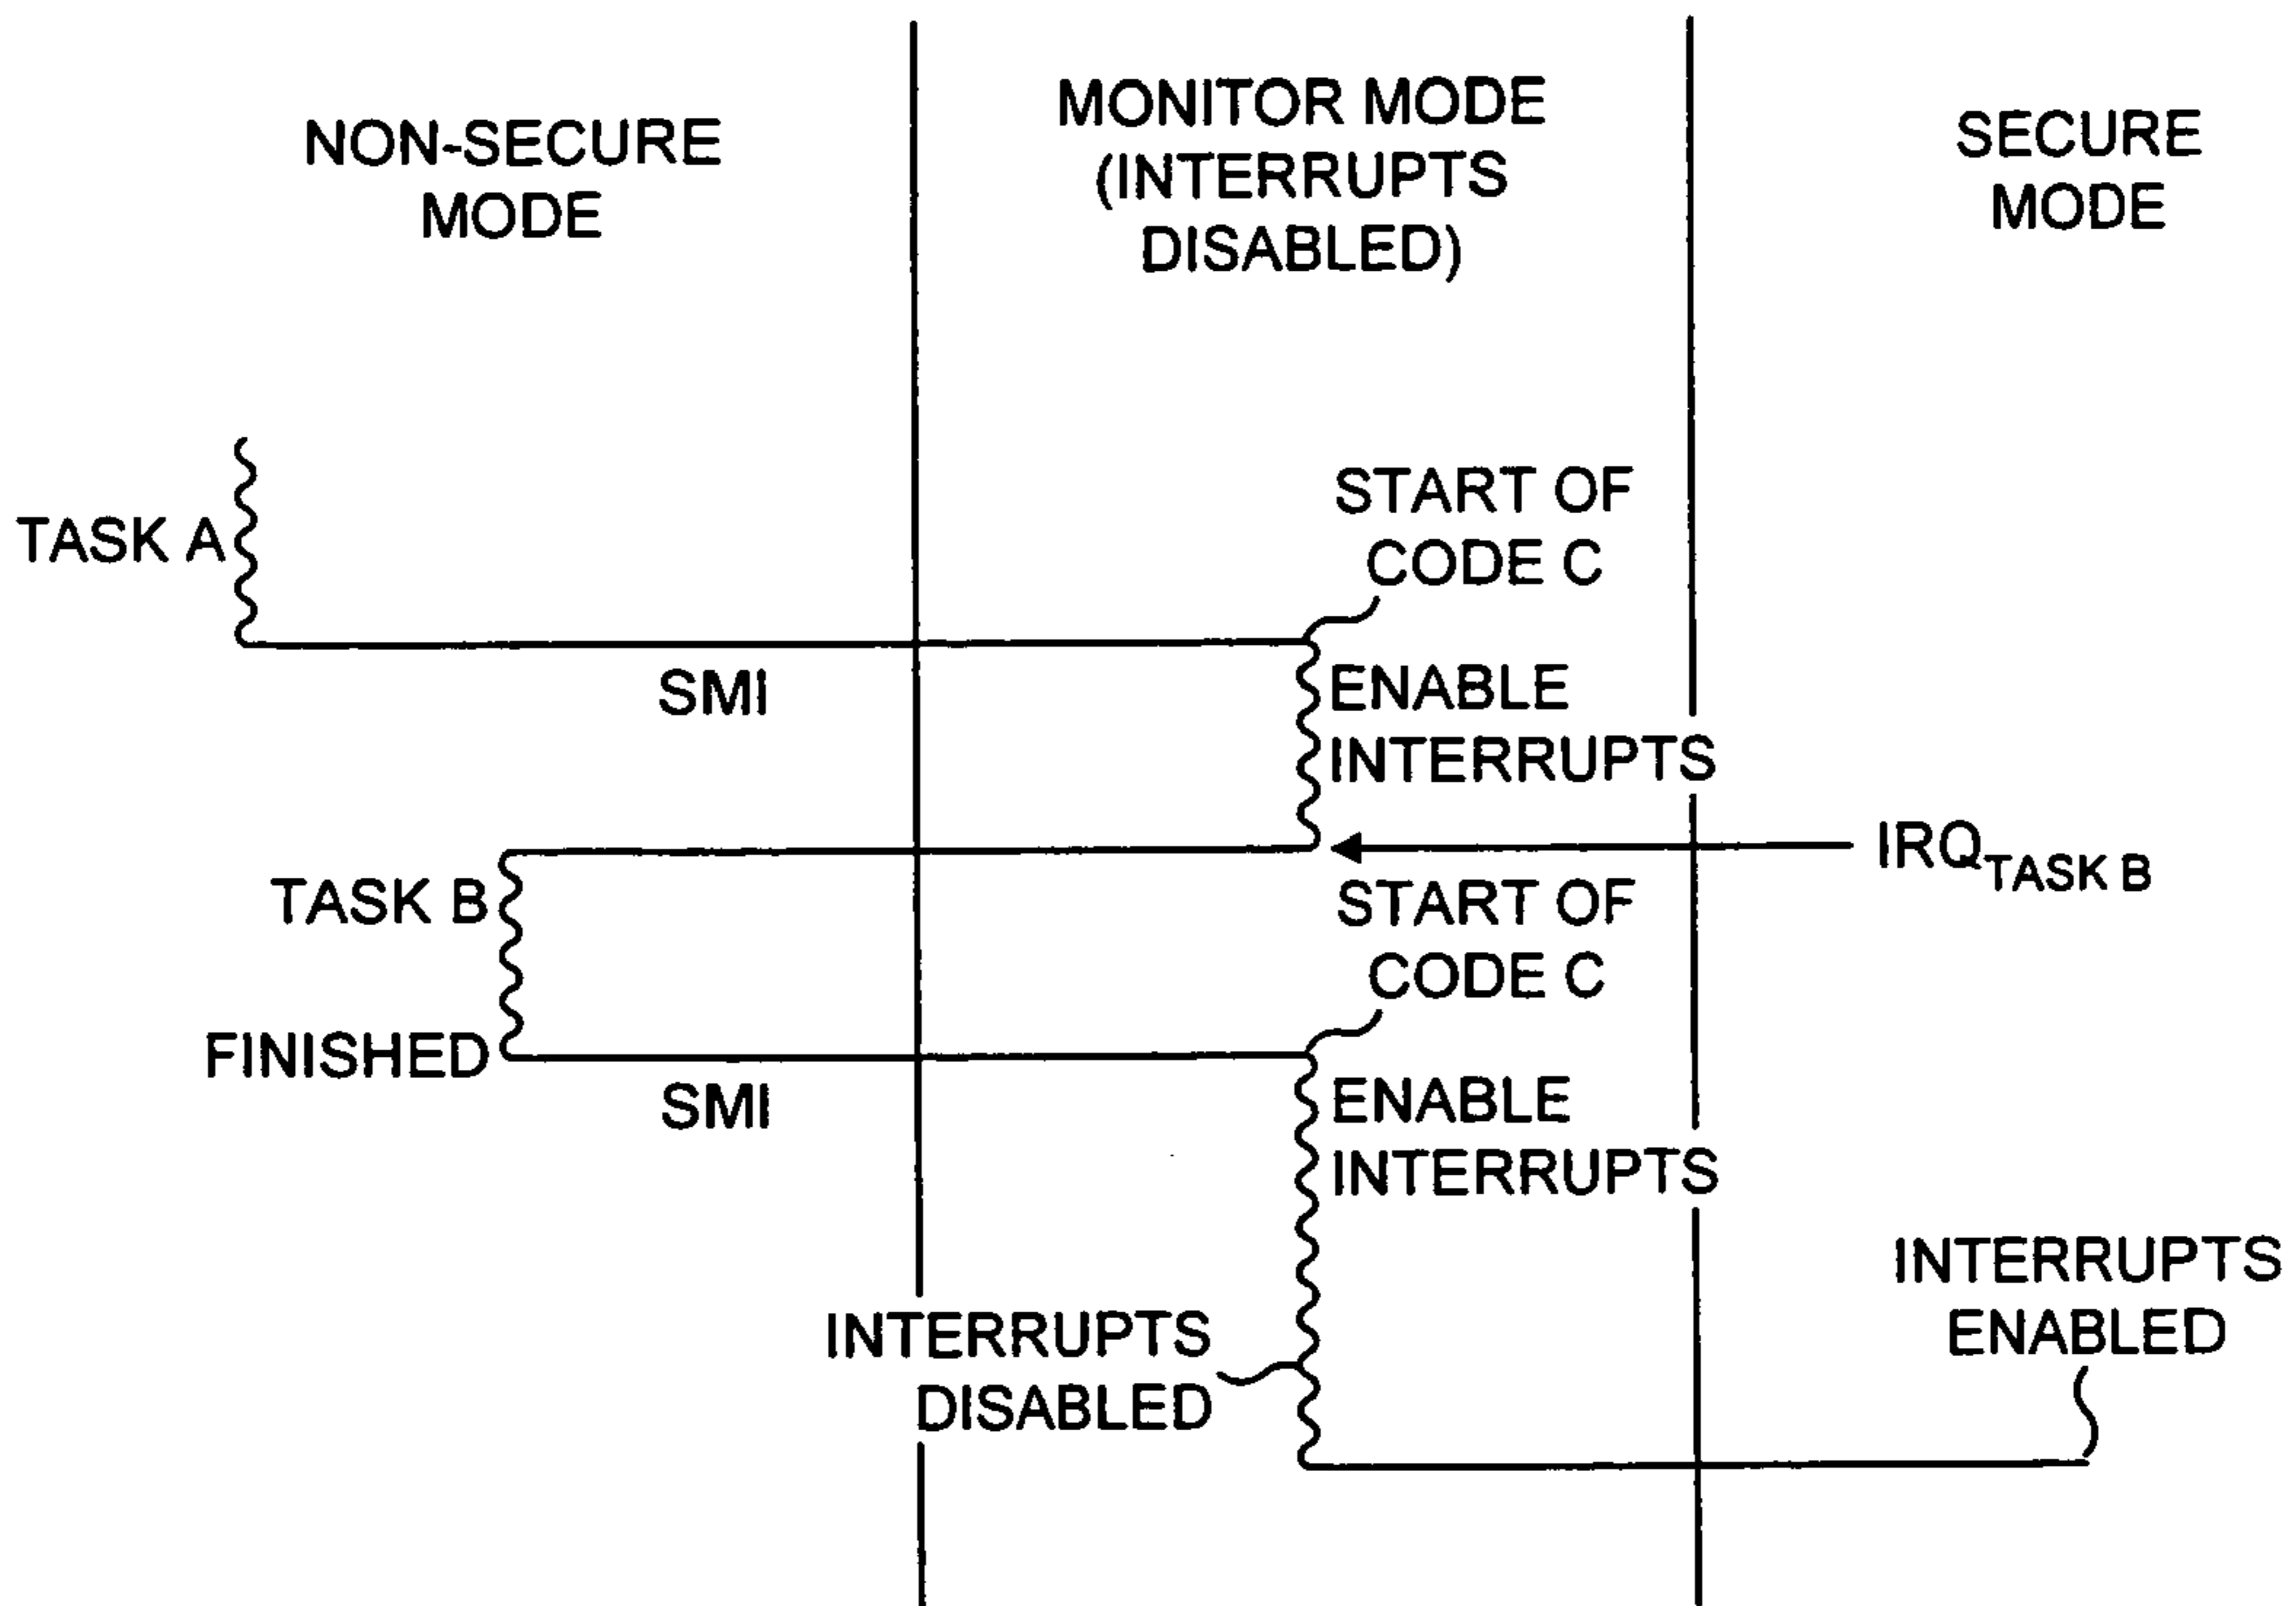 NON-SECURE
MODE
MONITOR MODE
(INTERRUPTS
DISABLED)
SECURE
MODE
START OF
CODE C
TASK A
SMI
ENABLE
INTERRUPTS
IRQTASK B
TASK B
START OF
CODE C
FINISHED
SMI
ENABLE
INTERRUPTS
INTERRUPTS
DISABLED
INTERRUPTS
ENABLED